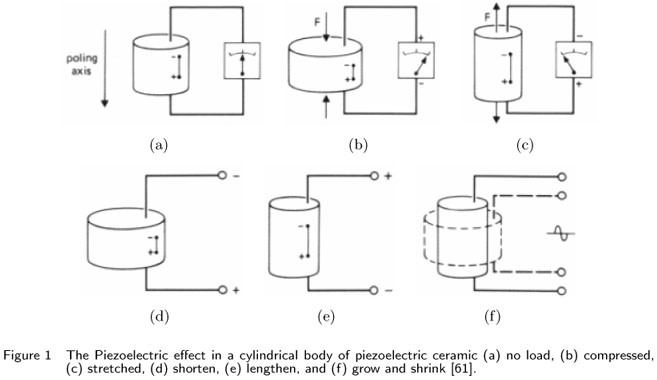 F
F
poling
axis
-
+
-
+
+
-
-
+
-
+
(a)
(b)
(c)
-
+
-
+
+
-
-
+
(d)
(e)
(f)
Figure 1 The Piezoelectric effect in a cylindrical body of piezoelectric ceramic (a) no load, (b) compressed,
(c) stretched, (d) shorten, (e) lengthen, and (f) grow and shrink [61].